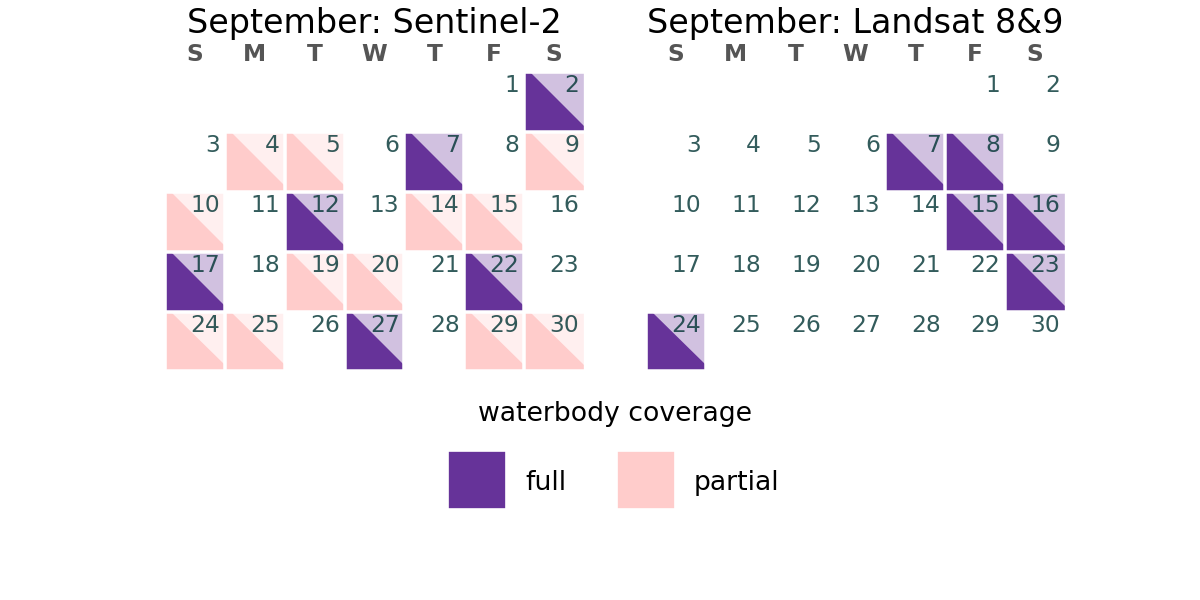 September: Sentinel-2
S M T W T F S
1 2
3 4 5 6 7 8 9
10 11 12 13 14 15 16
17 18 19 20 21 22 23
24 25 26 27 28 29 30
September: Landsat 8&9
S M T W T F S
1 2
3 4 5 6 7 8 9
10 11 12 13 14 15 16
17 18 19 20 21 22 23
24 25 26 27 28 29 30
waterbody coverage
full
partial